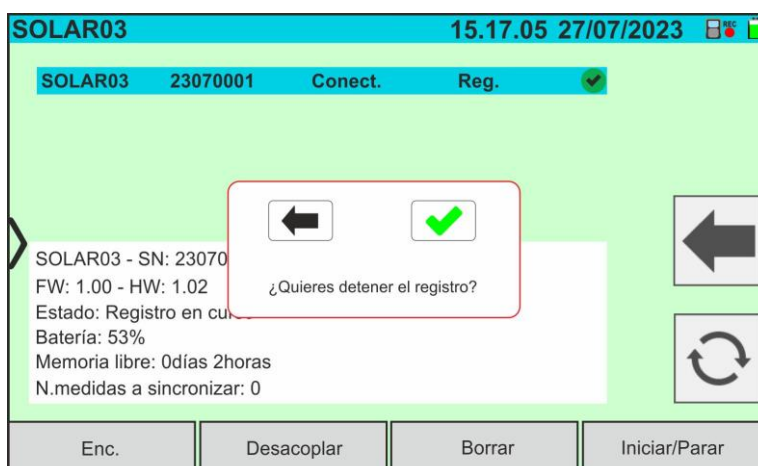 SOLAR03 15.17.05 27/07/2023 REC
SOLAR03 23070001 Conect. Reg.
¿Quieres detener el registro?
SOLAR03 - SN: 23070
FW: 1.00 - HW: 1.02
Estado: Registro en curso
Batería: 53%
Memoria libre: 0días 2horas
N.medidas a sincronizar: 0
Enc. Desacoplar Borrar Iniciar/Parar